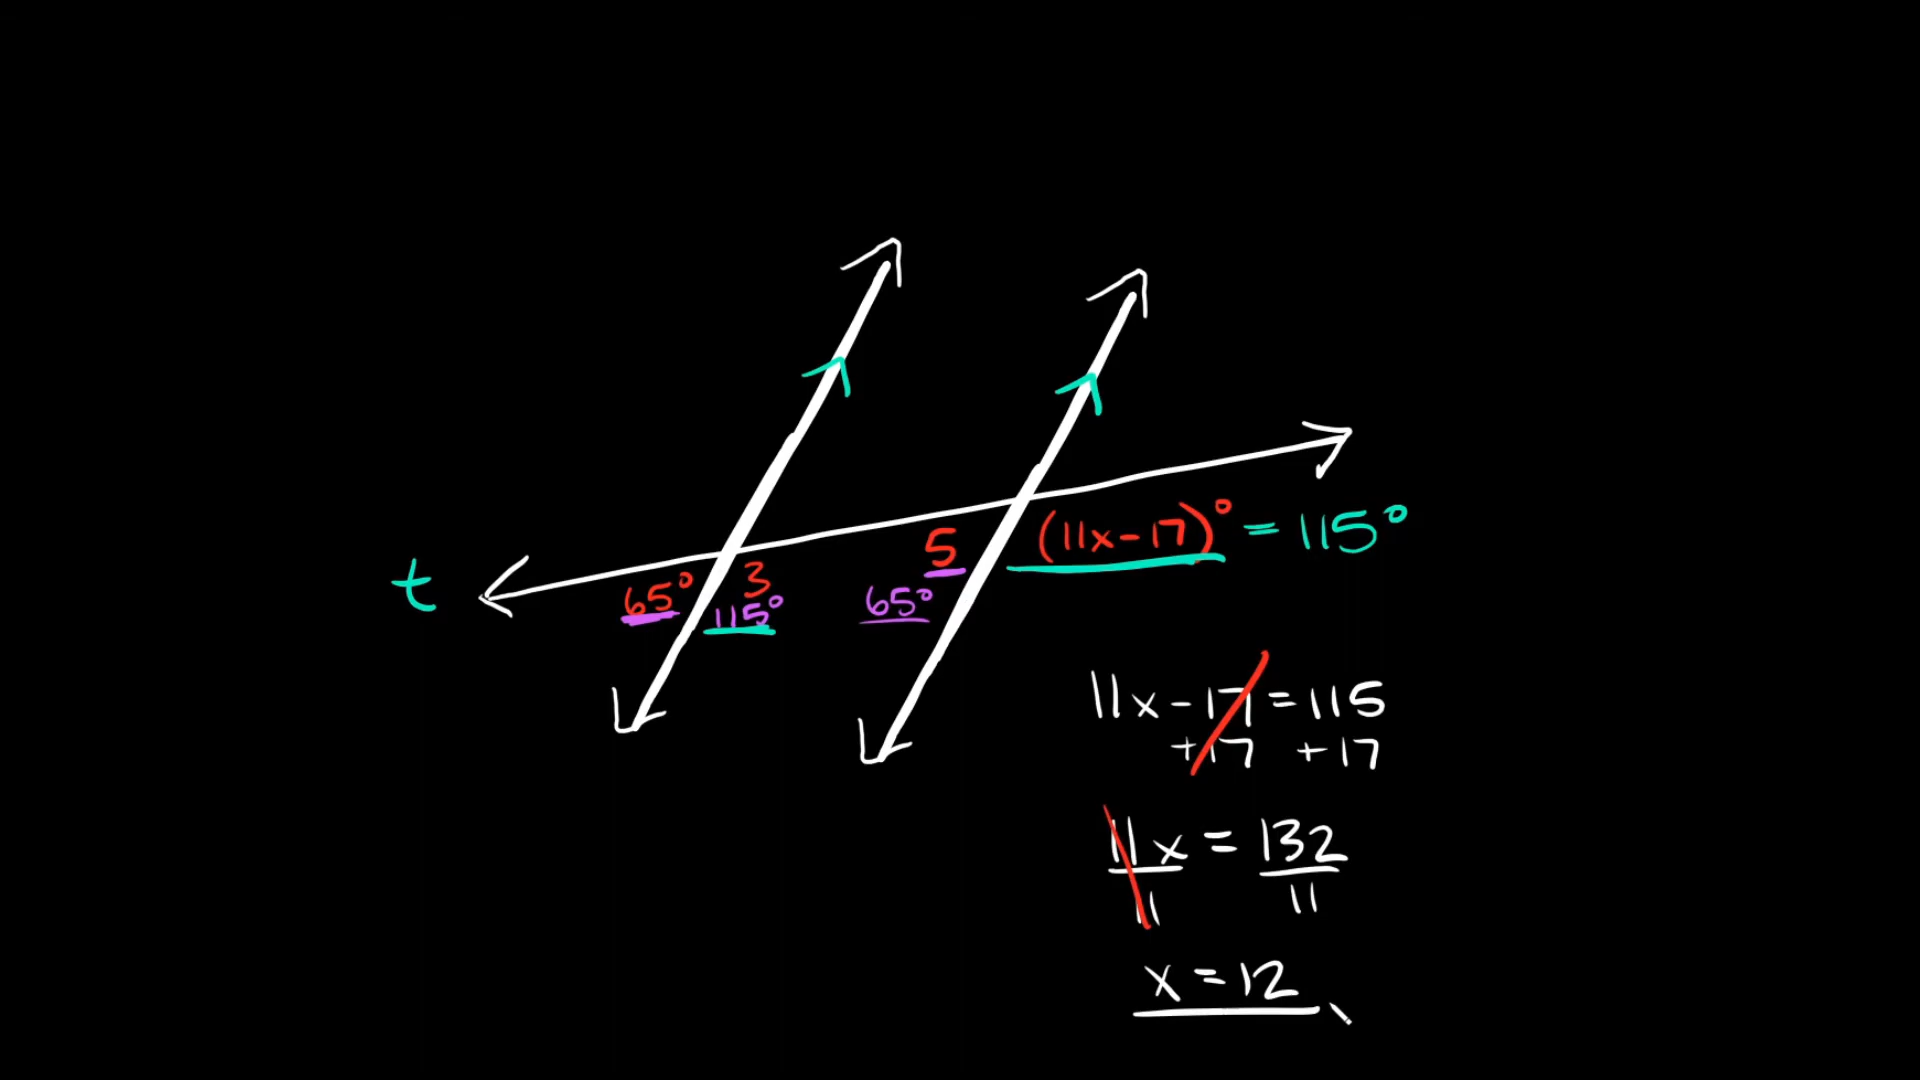 5 (11x-17)° = 115°
t 65° 3
115° 65°
11x - 17 = 115
+17 +17
11x = 132
11 11
x = 12